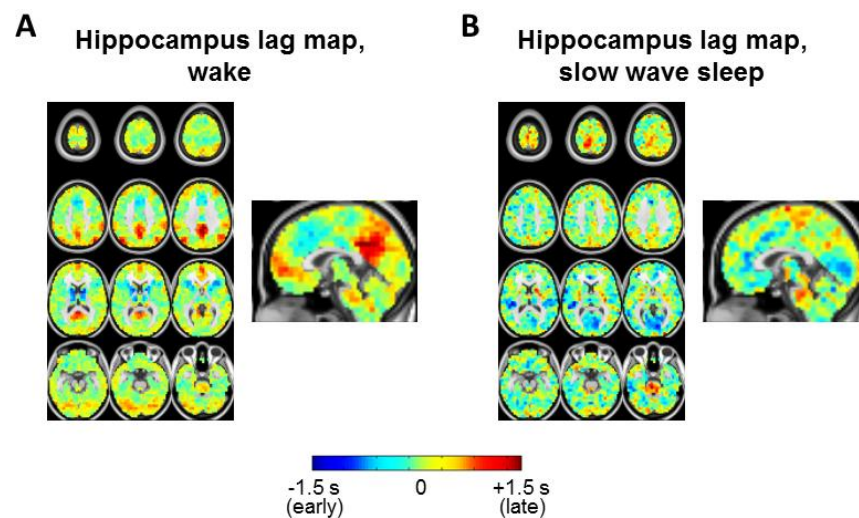 A
Hippocampus lag map,
wake
B
Hippocampus lag map,
slow wave sleep
-1.5 s 0 +1.5 s
(early) (late)